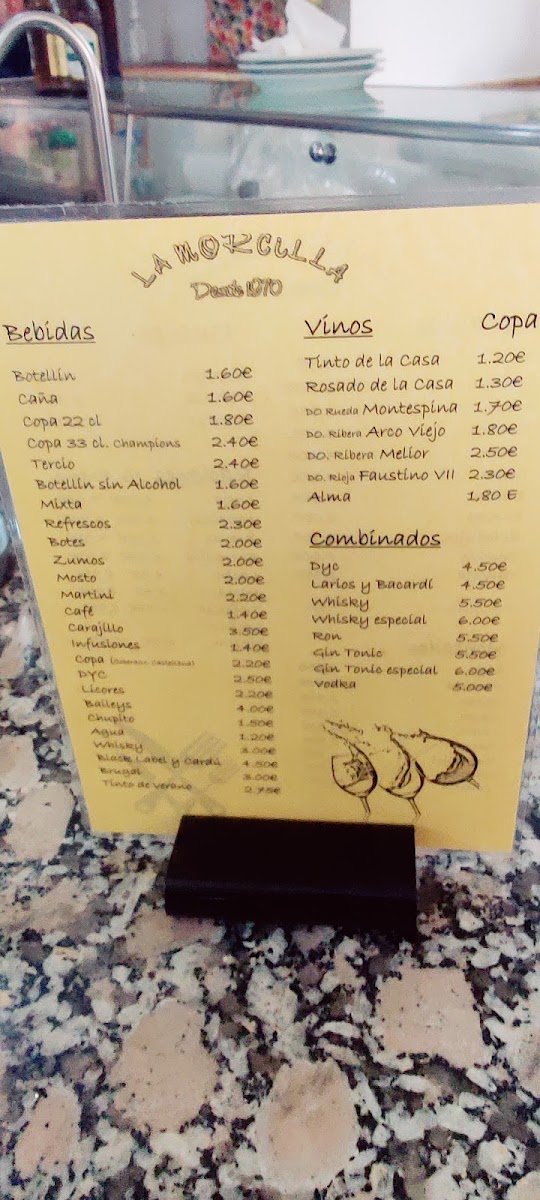 LA MORCILLA
Desde 1970
Bebidas
Botellín 1.60€
Caña 1.60€
Copa 22 cl 1.80€
Copa 33 cl. Champions 2.40€
Tercio 2.40€
Botellín sin Alcohol 1.60€
Mixta 1.60€
Refrescos 2.30€
Botes 2.00€
Zumos 2.00€
Mosto 2.00€
Martini 2.20€
Café 1.40€
Carajillo 3.50€
Infusiones 1.40€
Copa 2.20€
DYC 2.50€
Licores 2.20€
Baileys 4.00€
Chupito 1.50€
Agua 1.20€
Whisky 3.00€
Black Label y Cardú 4.50€
Brugal 3.00€
Tinto de verano 2.75€
Vinos Copa
Tinto de la Casa 1.20€
Rosado de la Casa 1.30€
DO Rueda Montespina 1.70€
DO. Ribera Arco Viejo 1.80€
DO. Ribera Melior 2.50€
DO. Rioja Faustino VII 2.30€
Alma 1,80 E
Combinados
Dyc 4.50€
Larios y Bacardí 4.50€
Whisky 5.50€
Whisky especial 6.00€
Ron 5.50€
Gin Tonic 5.50€
Gin Tonic especial 6.00€
Vodka 5.00€